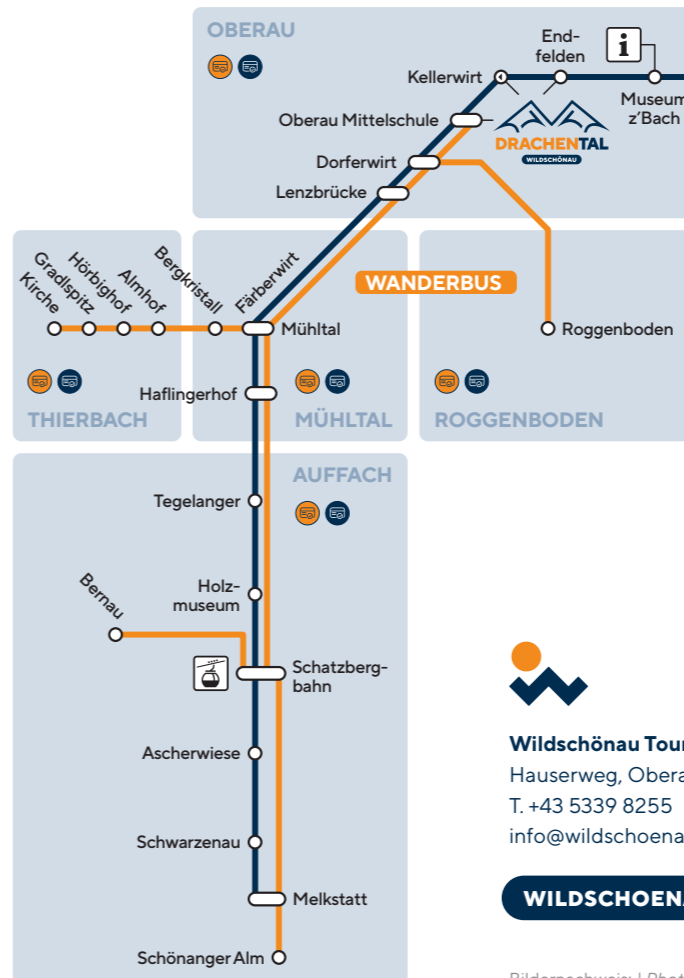 OBERAU
End-
felden
i
Kellerwirt
Museum
z'Bach
Oberau Mittelschule
DRACHENTAL
WILDSCHÖNAU
Dorferwirt
Lenzbrücke
WANDERBUS
Kirche
Gradlspitz
Hörbighof
Almhof
Bergkristall
Färberwirt
Mühltal
Roggenboden
Haflingerhof
THIERBACH
MÜHLTAL
ROGGENBODEN
AUFFACH
Tegelanger
Holz-
museum
Bernau
Schatzberg-
bahn
Ascherwiese
Schwarzenau
Melkstatt
Schönanger Alm
Wildschönau Tour
Hauserweg, Obera
T. +43 5339 8255
info@wildschoena
WILDSCHOENA